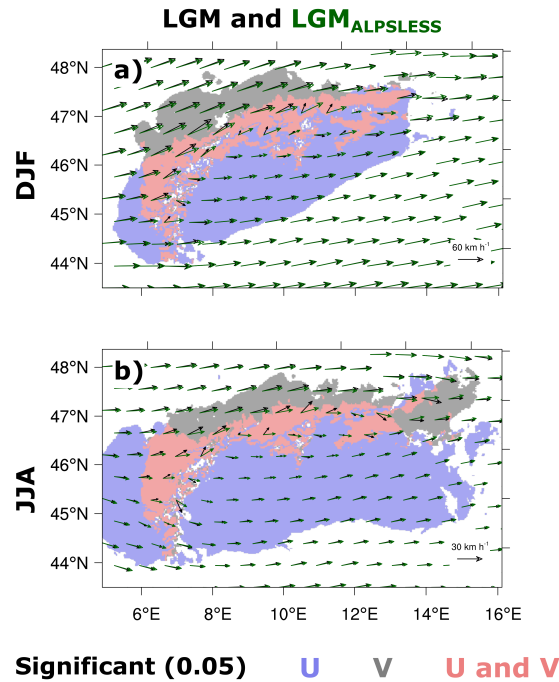 LGM and LGM_ALPSLESS
a)
48°N
47°N
46°N
45°N
44°N
DJF
60 km h⁻¹
b)
48°N
47°N
46°N
45°N
44°N
JJA
30 km h⁻¹
6°E 8°E 10°E 12°E 14°E 16°E
Significant (0.05) U V U and V